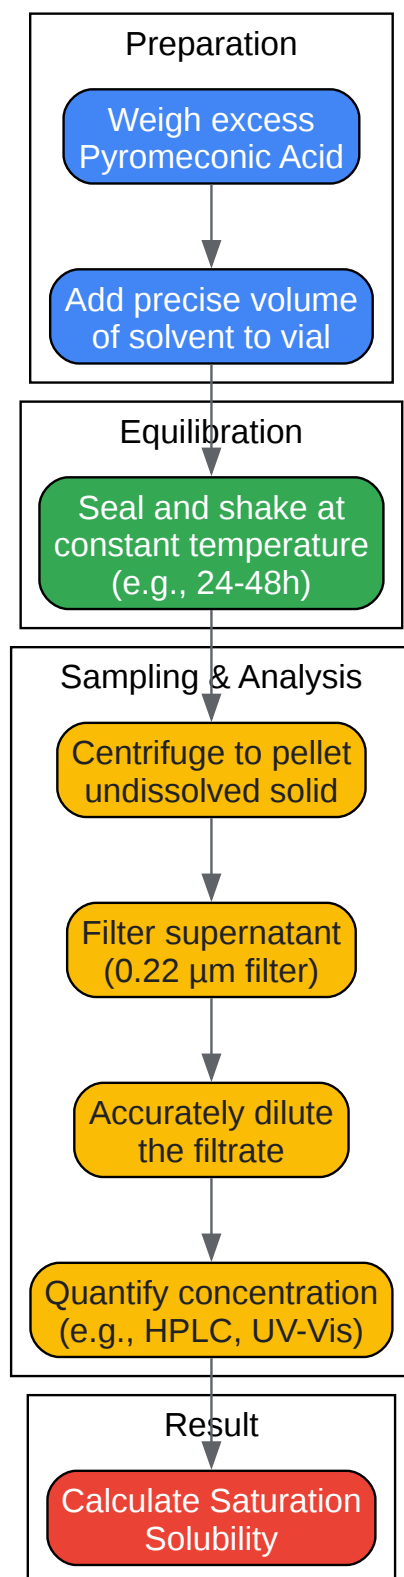 Preparation
Weigh excess
Pyromeconic Acid
Add precise volume
of solvent to vial
Equilibration
Seal and shake at
constant temperature
(e.g., 24-48h)
Sampling & Analysis
Centrifuge to pellet
undissolved solid
Filter supernatant
(0.22 µm filter)
Accurately dilute
the filtrate
Quantify concentration
(e.g., HPLC, UV-Vis)
Result
Calculate Saturation
Solubility